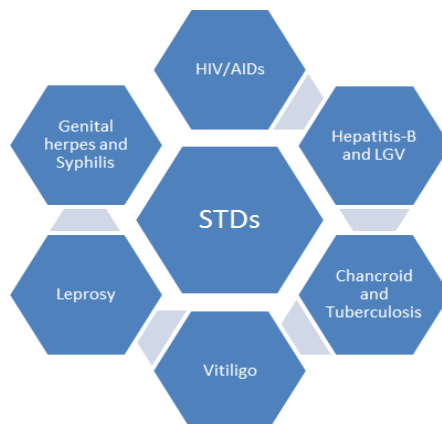 HIV/AIDs
Hepatitis-B
and LGV
Chancroid
and
Tuberculosis
Vitiligo
Leprosy
Genital
herpes and
Syphilis
STDs